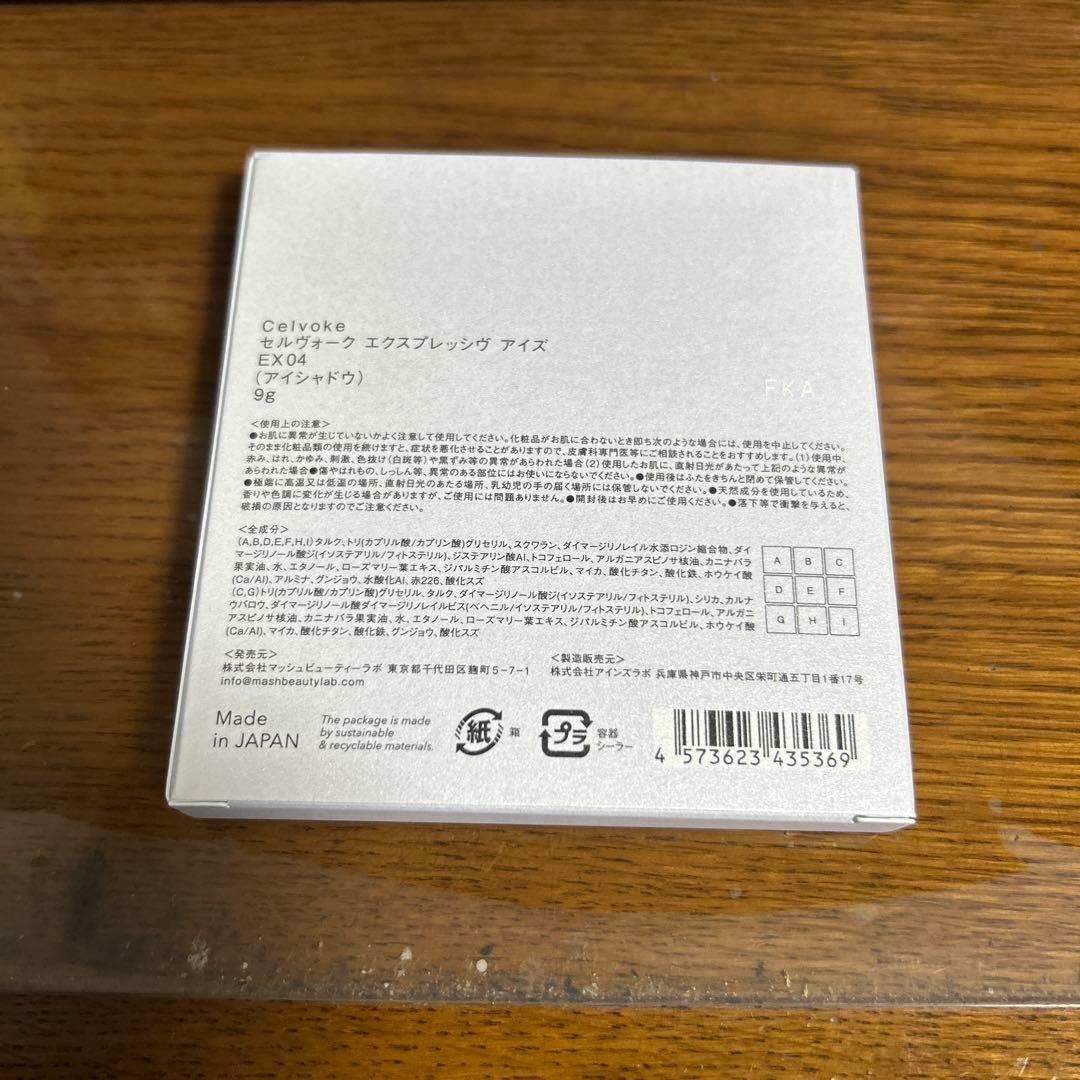 Celvoke
セルヴォーク エクスプレッシヴ アイズ
EX04
(アイシャドウ)
9g
FKA
<使用上の注意>
●お肌に異常が生じていないかよく注意して使用してください。化粧品がお肌に合わないとき即ち次のような場合には、使用を中止してください。
そのまま化粧品類の使用を続けますと、症状を悪化させることがありますので、皮膚科専門医等にご相談されることをおすすめします。(1)使用中、
赤み、はれ、かゆみ、刺激、色抜け(白斑等)や黒ずみ等の異常があらわれた場合(2)使用したお肌に、直射日光があたって上記のような異常が
あらわれた場合●傷やはれもの、しっしん等、異常のある部位にはお使いにならないでください。●使用後はふたをきちんと閉めて保管してください。
●極端に高温又は低温の場所、直射日光のあたる場所、乳幼児の手の届く場所には保管しないでください。●天然成分を使用しているため、
香りや色調に変化が生じる場合がありますが、ご使用には問題ありません。●開封後はお早めにご使用ください。●落下等で衝撃を与えると、
破損の原因となりますのでご注意ください。
<全成分>
(A,B,D,E,F,H,I)タルク、トリ(カプリル酸/カプリン酸)グリセリル、スクワラン、ダイマージリノレイル水添ロジン縮合物、ダイ
マージリノール酸ジ(イソステアリル/フィトステリル)、ジステアリン酸Al、トコフェロール、アルガニアスピノサ核油、カニナバラ
果実油、水、エタノール、ローズマリー葉エキス、ジパルミチン酸アスコルビル、マイカ、酸化チタン、酸化鉄、ホウケイ酸
(Ca/Al)、アルミナ、グンジョウ、水酸化Al、赤226、酸化スズ
(C,G)トリ(カプリル酸/カプリン酸)グリセリル、タルク、ダイマージリノール酸ジ(イソステアリル/フィトステリル)、シリカ、カルナ
ウバロウ、ダイマージリノール酸ダイマージリノレイルビス(ベヘニル/イソステアリル/フィトステリル)、トコフェロール、アルガニ
アスピノサ核油、カニナバラ果実油、水、エタノール、ローズマリー葉エキス、ジパルミチン酸アスコルビル、ホウケイ酸
(Ca/Al)、マイカ、酸化チタン、酸化鉄、グンジョウ、酸化スズ
A B C
D E F
G H I
<発売元>
株式会社マッシュビューティーラボ 東京都千代田区麹町5-7-1
info@mashbeautylab.com
<製造販売元>
株式会社アインズラボ 兵庫県神戸市中央区栄町通五丁目1番17号
Made
in JAPAN
The package is made
by sustainable
& recyclable materials.
紙
箱
プラ
容器
シーラー
4 573623 435369